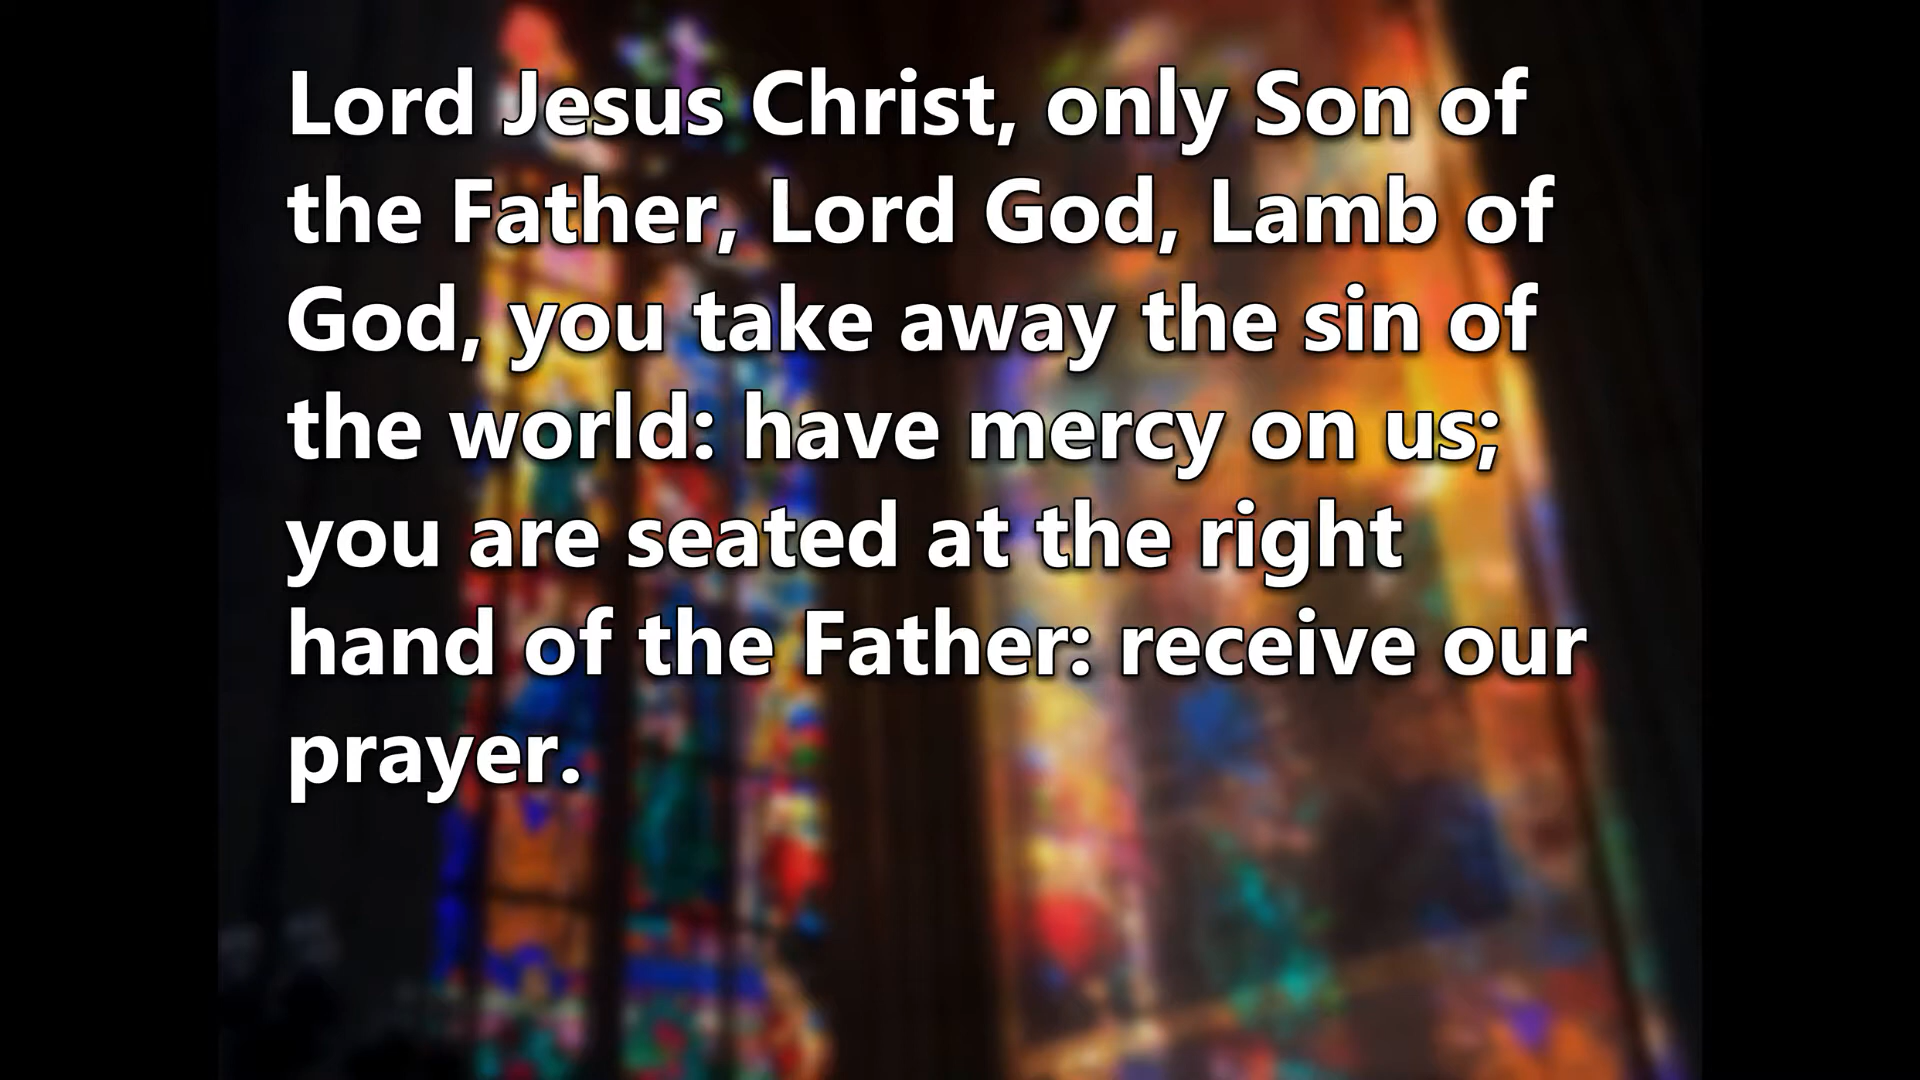 Lord Jesus Christ, only Son of
the Father, Lord God, Lamb of
God, you take away the sin of
the world: have mercy on us;
you are seated at the right
hand of the Father: receive our
prayer.